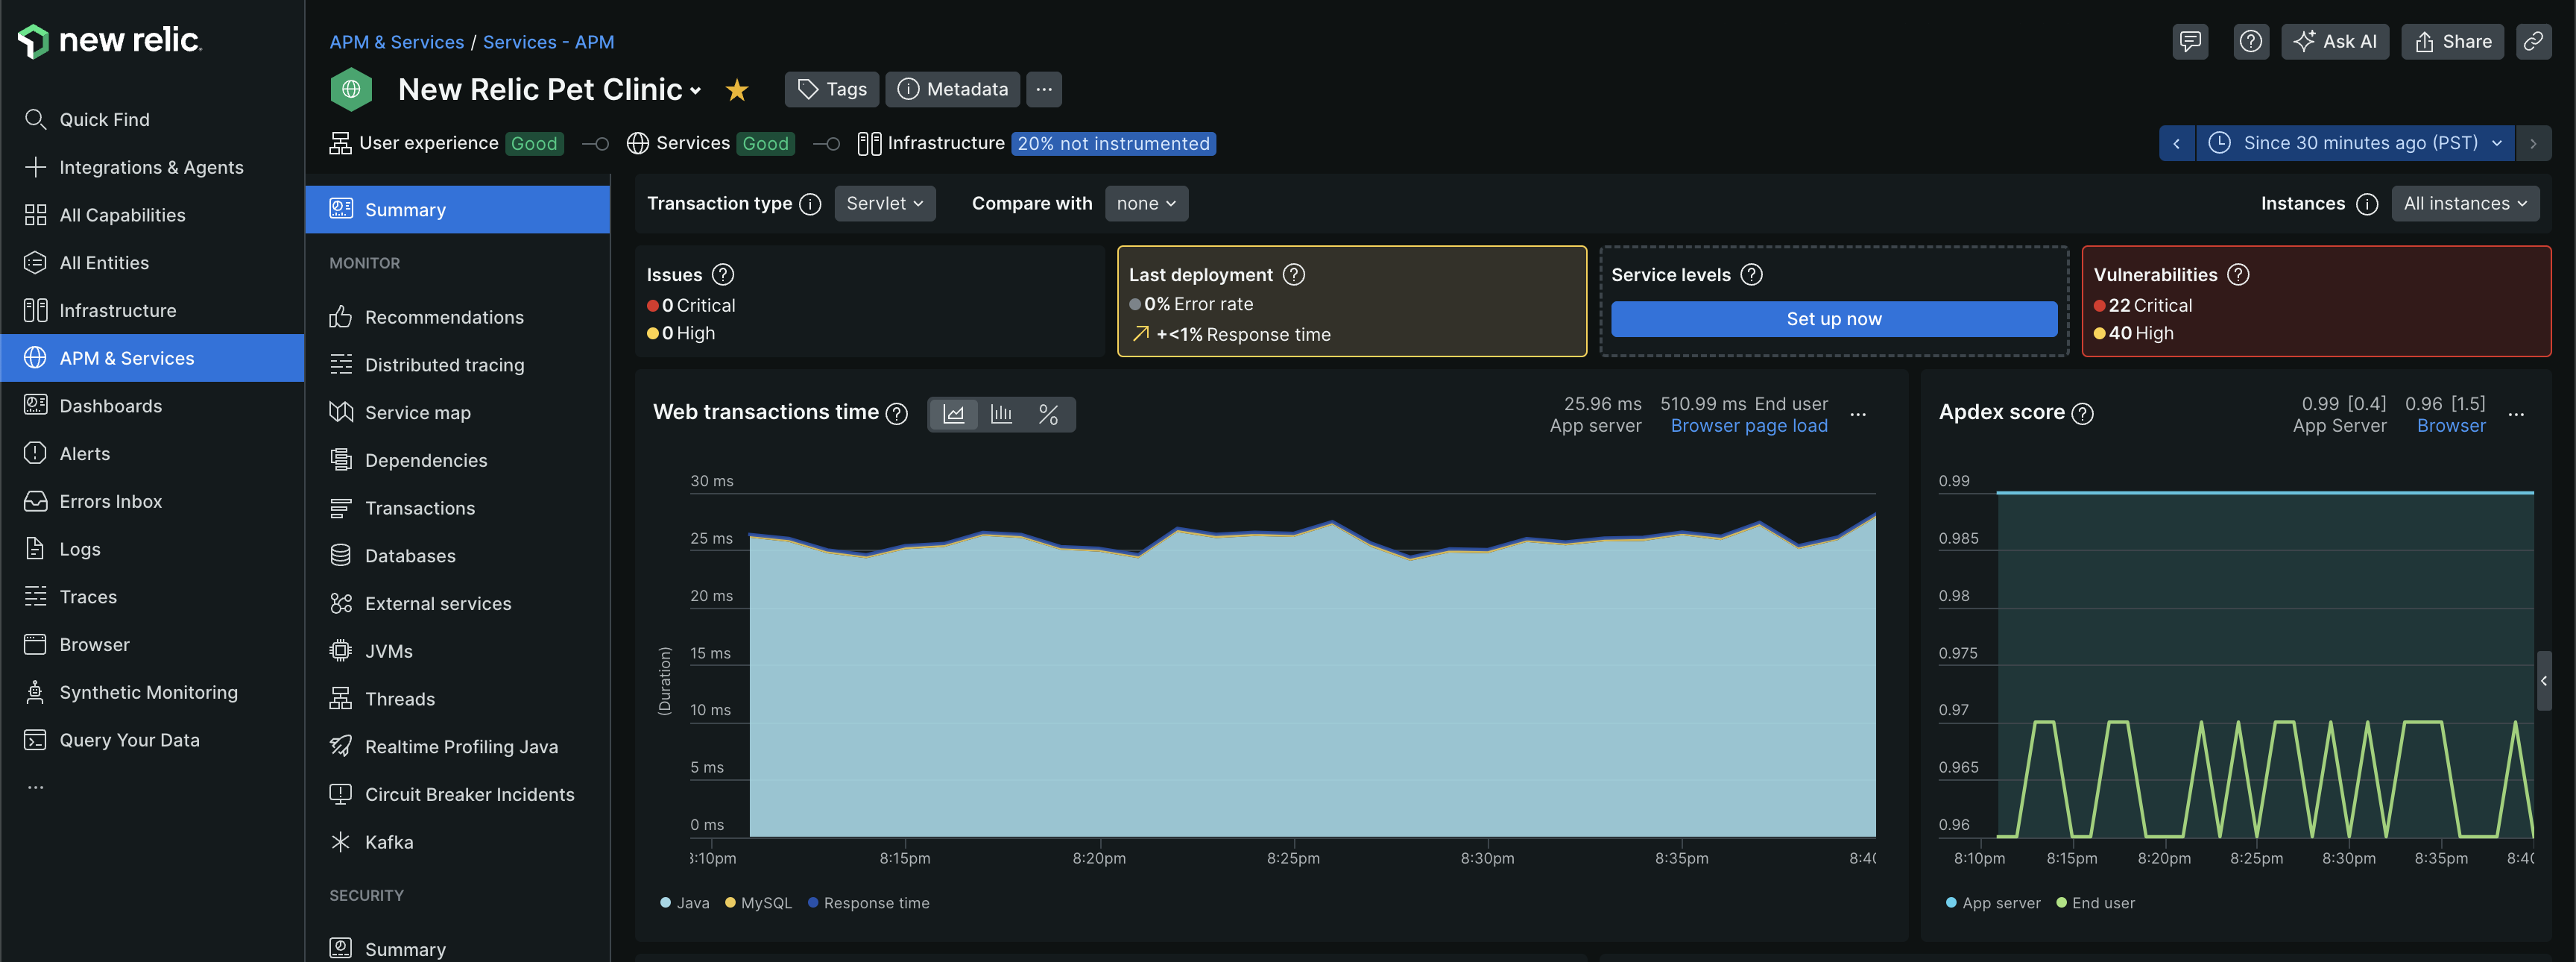 new relic.
Quick Find
Integrations & Agents
All Capabilities
All Entities
Infrastructure
APM & Services
Dashboards
Alerts
Errors Inbox
Logs
Traces
Browser
Synthetic Monitoring
Query Your Data
...
APM & Services / Services - APM
Ask AI
Share
New Relic Pet Clinic
Tags
Metadata
...
User experience Good
Services Good
Infrastructure 20% not instrumented
Since 30 minutes ago (PST)
Summary
MONITOR
Recommendations
Distributed tracing
Service map
Dependencies
Transactions
Databases
External services
JVMs
Threads
Realtime Profiling Java
Circuit Breaker Incidents
Kafka
SECURITY
Summary
Transaction type Servlet
Compare with none
Instances All instances
Issues
0 Critical
0 High
Last deployment
0% Error rate
+<1% Response time
Service levels
Set up now
Vulnerabilities
22 Critical
40 High
Web transactions time
%
25.96 ms
App server
510.99 ms End user
Browser page load
...
30 ms
25 ms
20 ms
15 ms
10 ms
5 ms
0 ms
(Duration)
8:10pm 8:15pm 8:20pm 8:25pm 8:30pm 8:35pm 8:40
Java MySQL Response time
Apdex score
0.99 [0.4]
App Server
0.96 [1.5]
Browser
...
0.99
0.985
0.98
0.975
0.97
0.965
0.96
8:10pm 8:15pm 8:20pm 8:25pm 8:30pm 8:35pm 8:40
App server End user